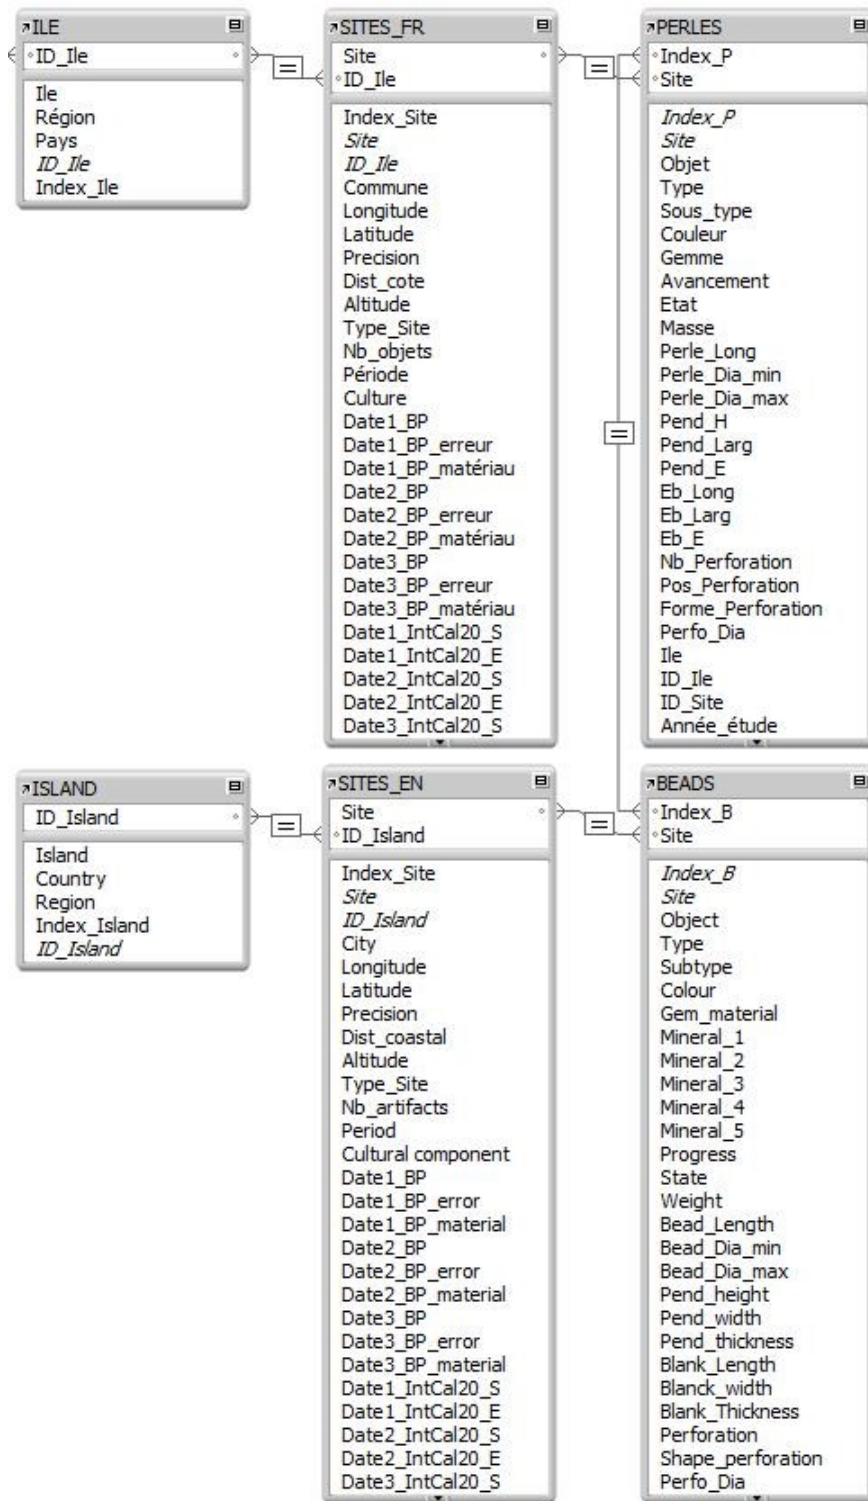 ILE
ID_Ile
Ile
Région
Pays
ID_Ile
Index_Ile
SITES_FR
Site
ID_Ile
Index_Site
Site
ID_Ile
Commune
Longitude
Latitude
Precision
Dist_cote
Altitude
Type_Site
Nb_objets
Période
Culture
Date1_BP
Date1_BP_erreur
Date1_BP_matériau
Date2_BP
Date2_BP_erreur
Date2_BP_matériau
Date3_BP
Date3_BP_erreur
Date3_BP_matériau
Date1_IntCal20_S
Date1_IntCal20_E
Date2_IntCal20_S
Date2_IntCal20_E
Date3_IntCal20_S
PERLES
Index_P
Site
Index_P
Site
Objet
Type
Sous_type
Couleur
Gemme
Avancement
Etat
Masse
Perle_Long
Perle_Dia_min
Perle_Dia_max
Pend_H
Pend_Larg
Pend_E
Eb_Long
Eb_Larg
Eb_E
Nb_Perforation
Pos_Perforation
Forme_Perforation
Perfo_Dia
Ile
ID_Ile
ID_Site
Année_étude
ISLAND
ID_Island
Island
Country
Region
Index_Island
ID_Island
SITES_EN
Site
ID_Island
Index_Site
Site
ID_Island
City
Longitude
Latitude
Precision
Dist_coastal
Altitude
Type_Site
Nb_artifacts
Period
Cultural component
Date1_BP
Date1_BP_error
Date1_BP_material
Date2_BP
Date2_BP_error
Date2_BP_material
Date3_BP
Date3_BP_error
Date3_BP_material
Date1_IntCal20_S
Date1_IntCal20_E
Date2_IntCal20_S
Date2_IntCal20_E
Date3_IntCal20_S
BEADS
Index_B
Site
Index_B
Site
Object
Type
Subtype
Colour
Gem_material
Mineral_1
Mineral_2
Mineral_3
Mineral_4
Mineral_5
Progress
State
Weight
Bead_Length
Bead_Dia_min
Bead_Dia_max
Pend_height
Pend_width
Pend_thickness
Blank_Length
Blanck_width
Blank_Thickness
Perforation
Shape_perforation
Perfo_Dia